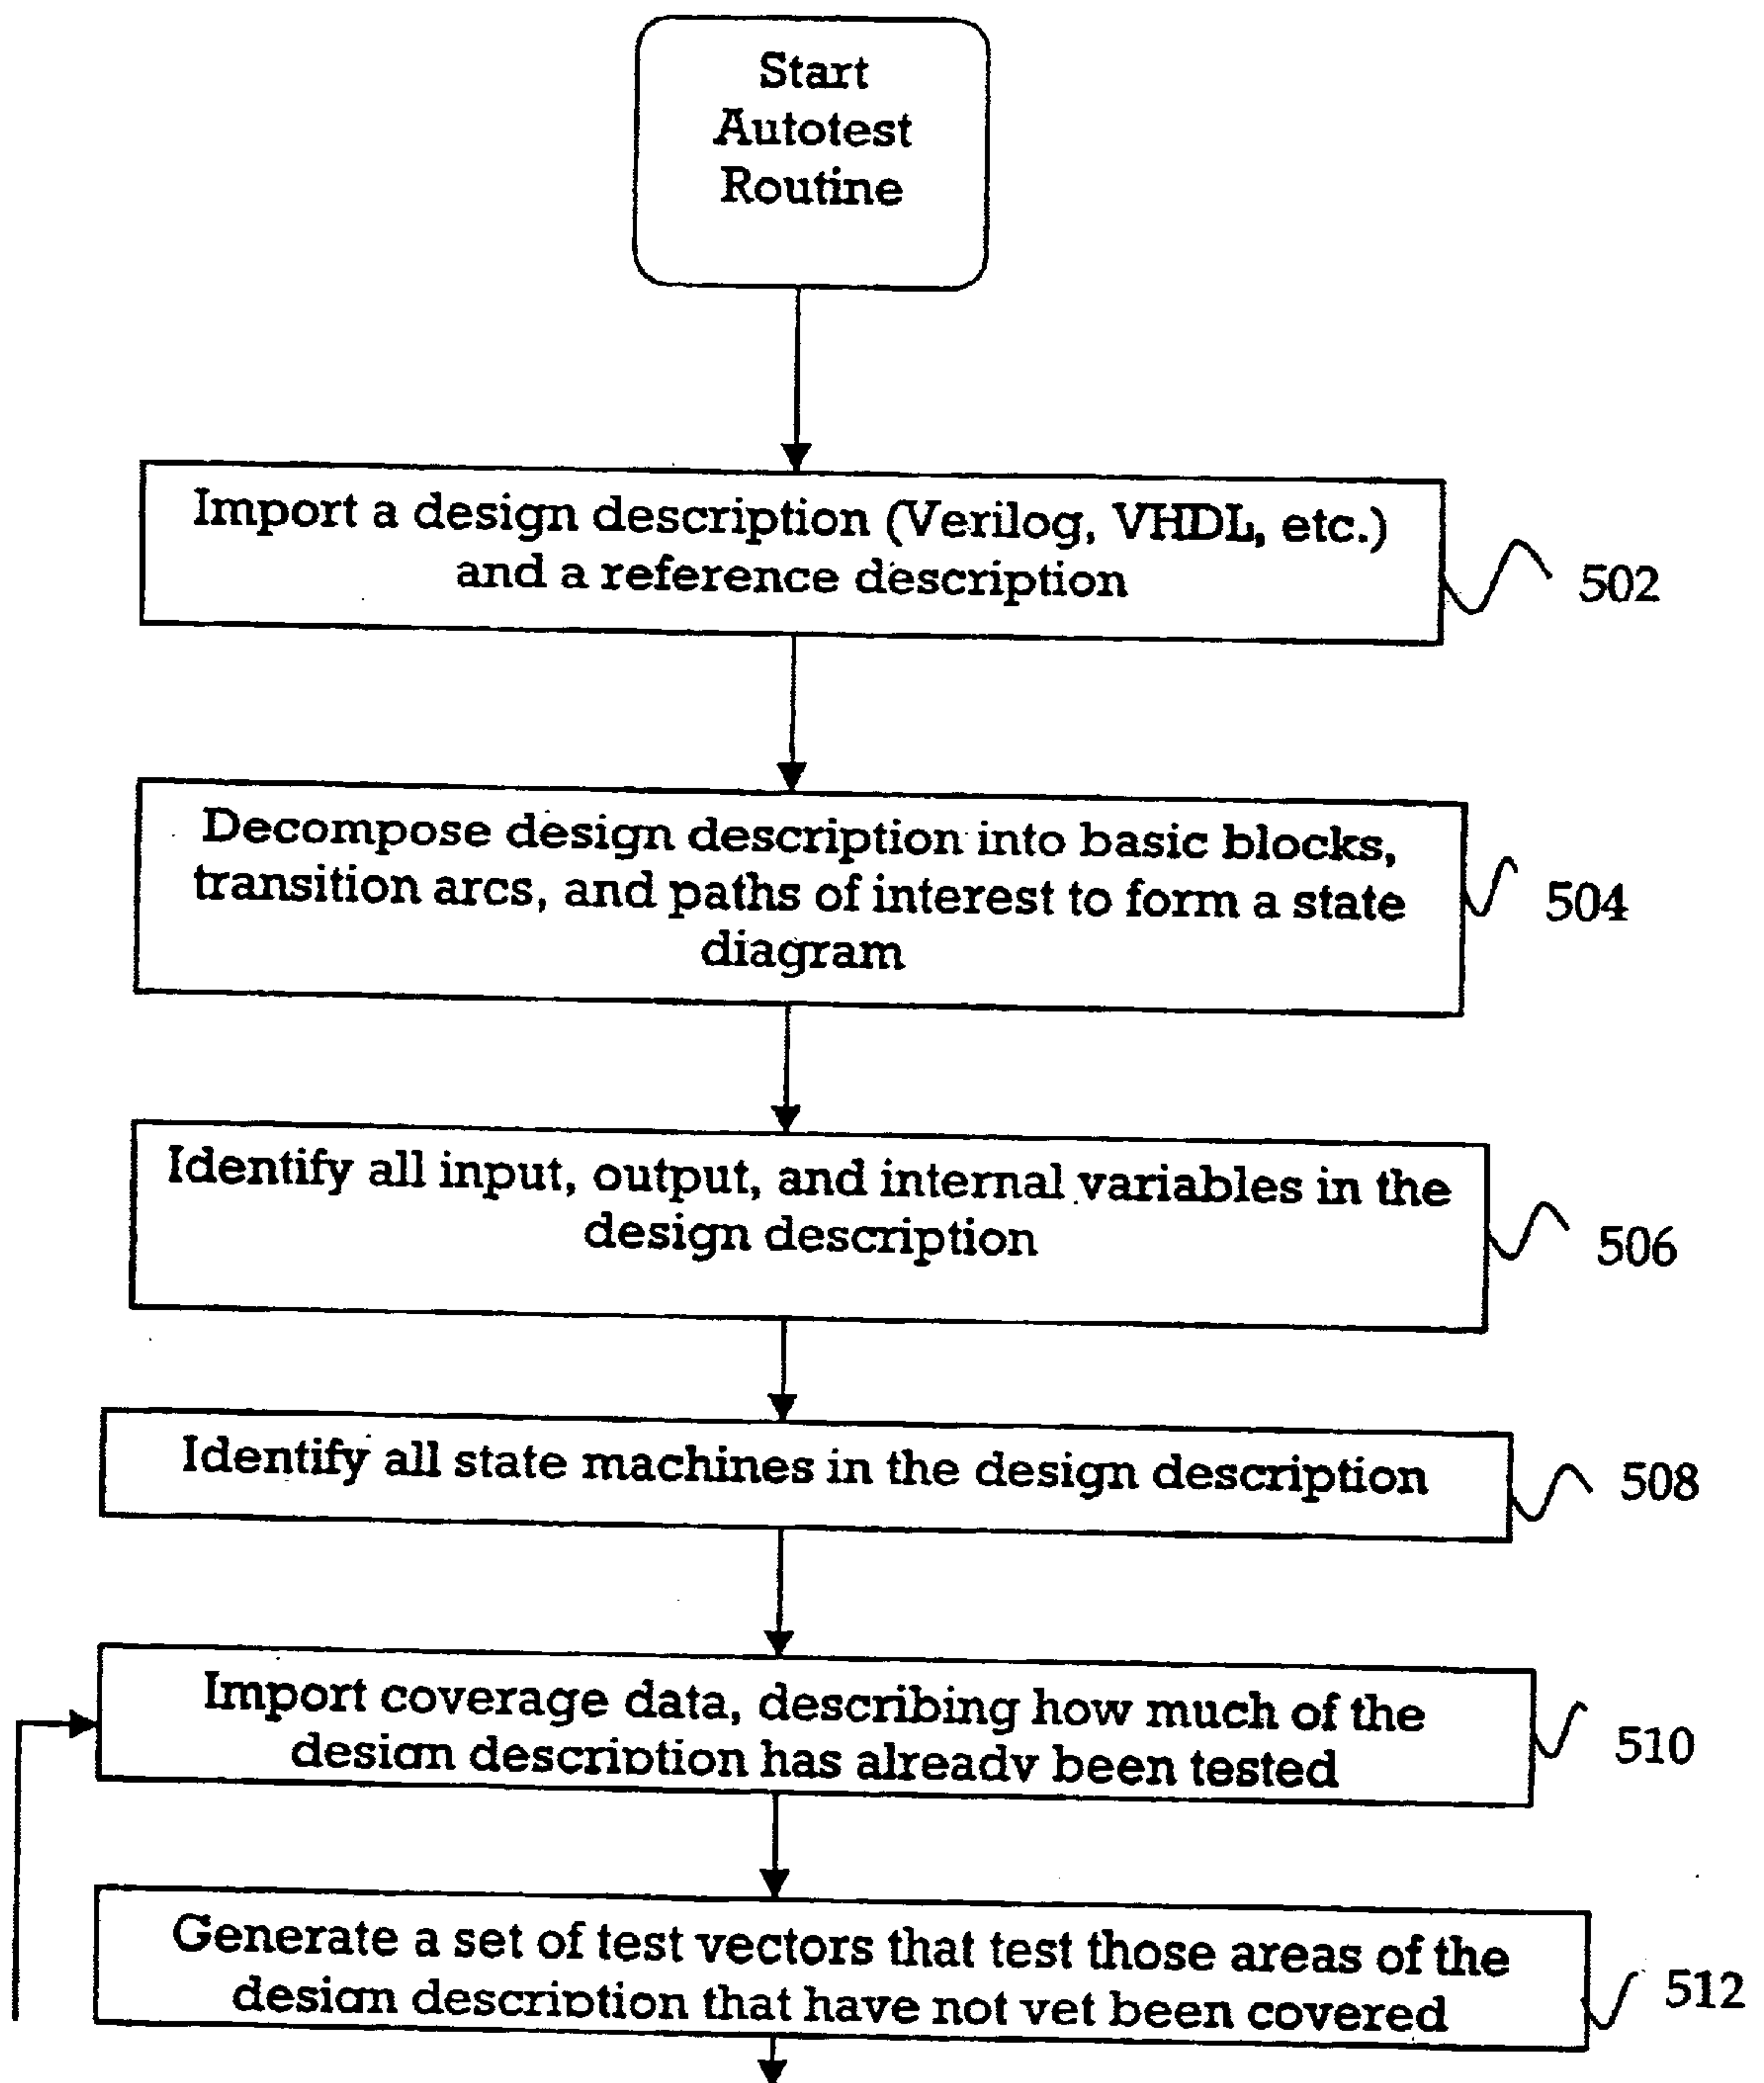 Start
Autotest
Routine
Import a design description (Verilog, VHDL, etc.)
and a reference description
502
Decompose design description into basic blocks,
transition arcs, and paths of interest to form a state
diagram
504
Identify all input, output, and internal variables in the
design description
506
Identify all state machines in the design description
508
Import coverage data, describing how much of the
design description has already been tested
510
Generate a set of test vectors that test those areas of the
design description that have not yet been covered
512